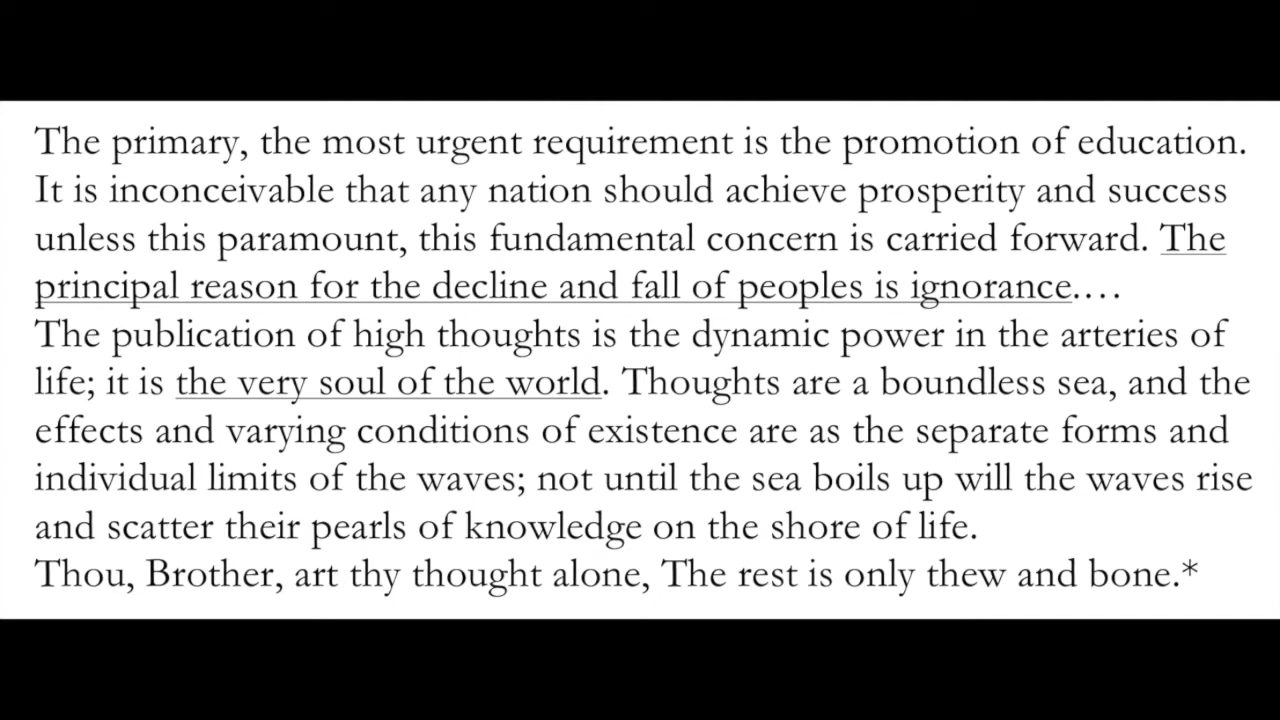 The primary, the most urgent requirement is the promotion of education.
It is inconceivable that any nation should achieve prosperity and success
unless this paramount, this fundamental concern is carried forward. The
principal reason for the decline and fall of peoples is ignorance.…
The publication of high thoughts is the dynamic power in the arteries of
life; it is the very soul of the world. Thoughts are a boundless sea, and the
effects and varying conditions of existence are as the separate forms and
individual limits of the waves; not until the sea boils up will the waves rise
and scatter their pearls of knowledge on the shore of life.
Thou, Brother, art thy thought alone, The rest is only thew and bone.*